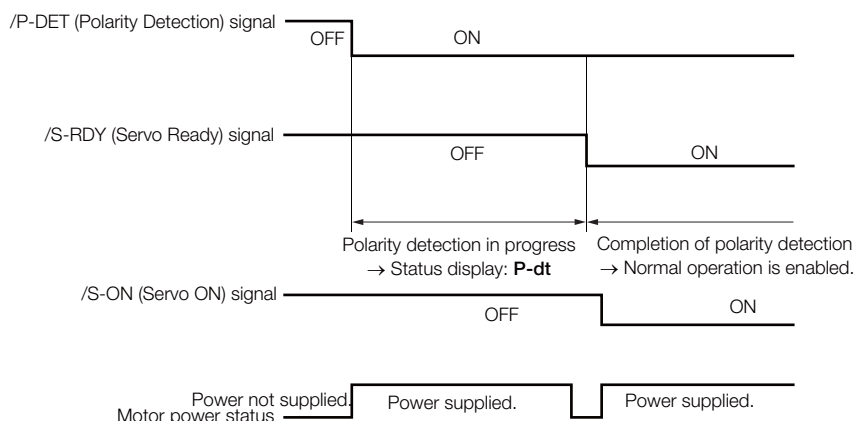 /P-DET (Polarity Detection) signal
OFF
ON
/S-RDY (Servo Ready) signal
OFF
ON
Polarity detection in progress
→ Status display: P-dt
Completion of polarity detection
→ Normal operation is enabled.
/S-ON (Servo ON) signal
OFF
ON
Power not supplied.
Power supplied.
Power supplied.
Motor power status